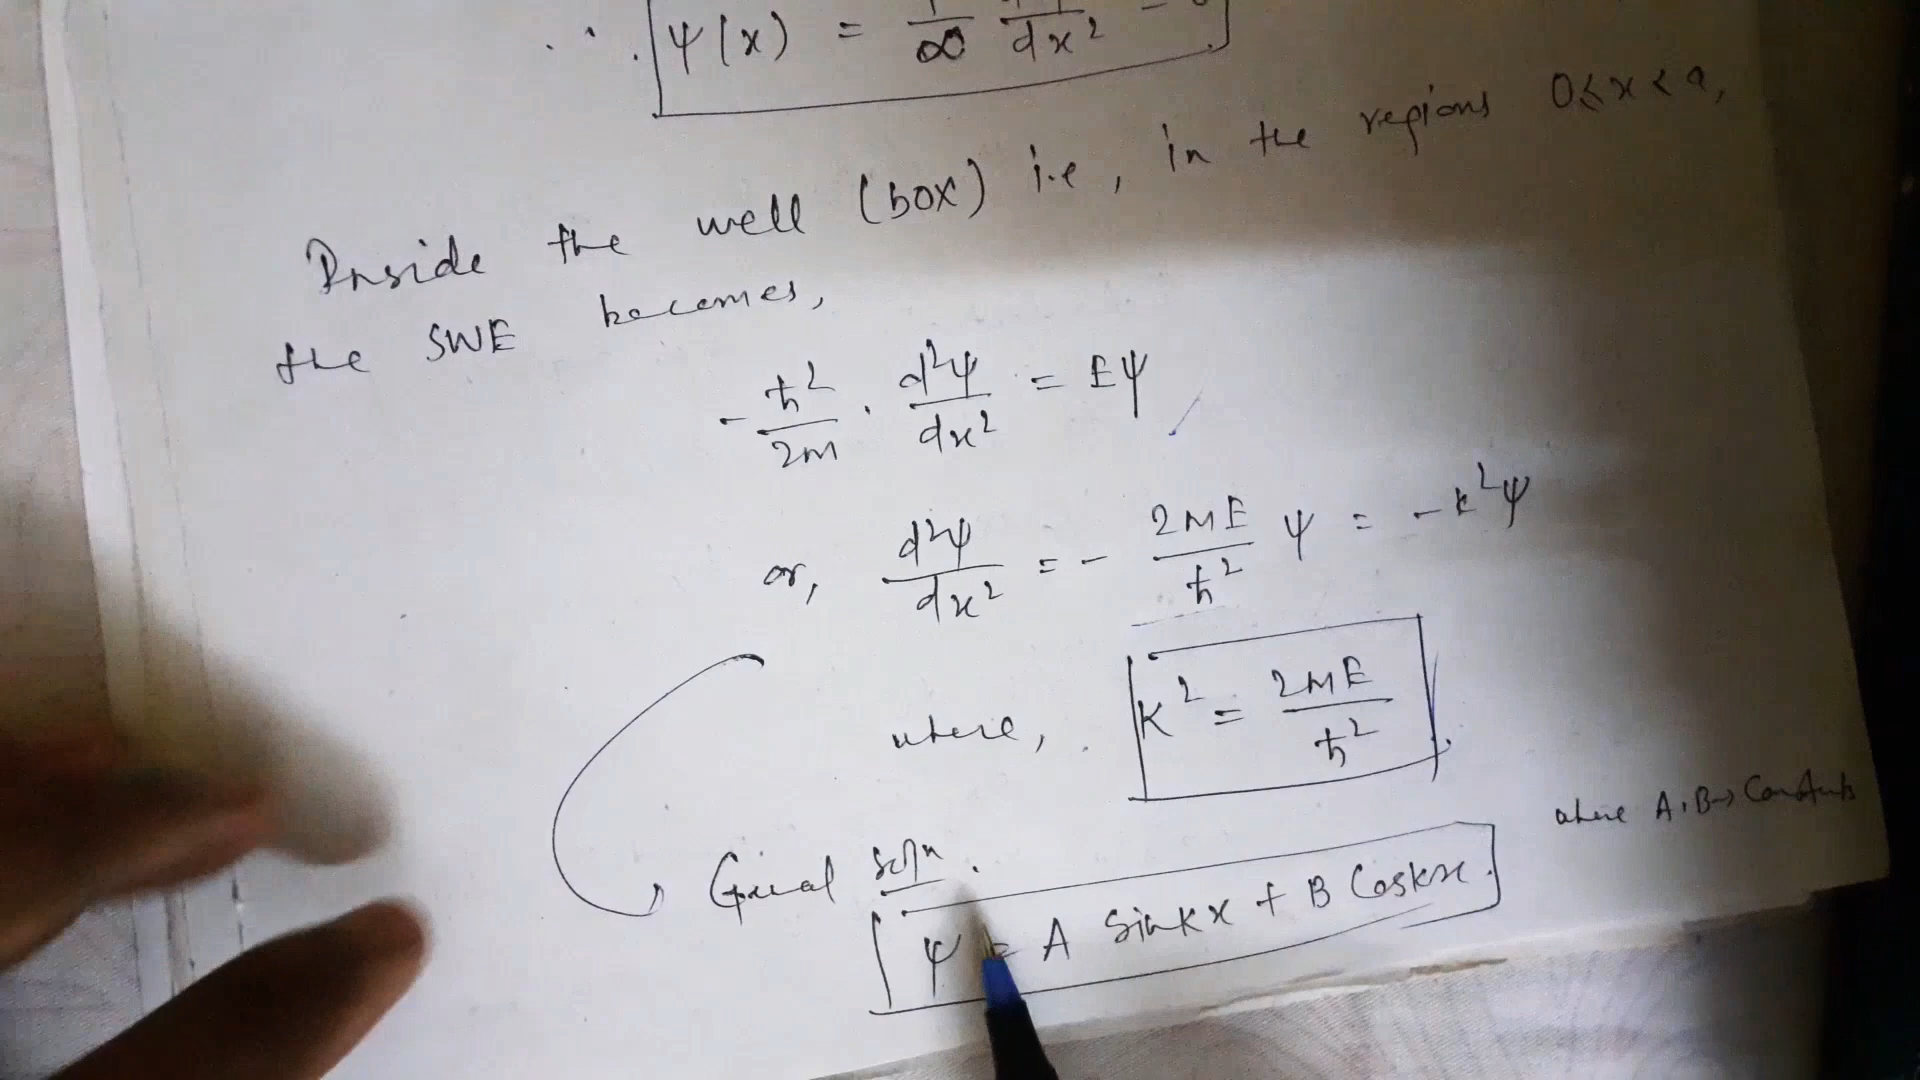 ∴ ψ(x) = 1/∞ d²ψ/dx² = 0
Inside the well (box) i.e, in the regions 0≤x<a,
the SWE becomes,
-ħ²/2m · d²ψ/dx² = Eψ
or, d²ψ/dx² = - 2mE/ħ² ψ = -k²ψ
where, k² = 2mE/ħ²
where A, B → Constants
soln.
ψ = A Sinkx + B Coskx.